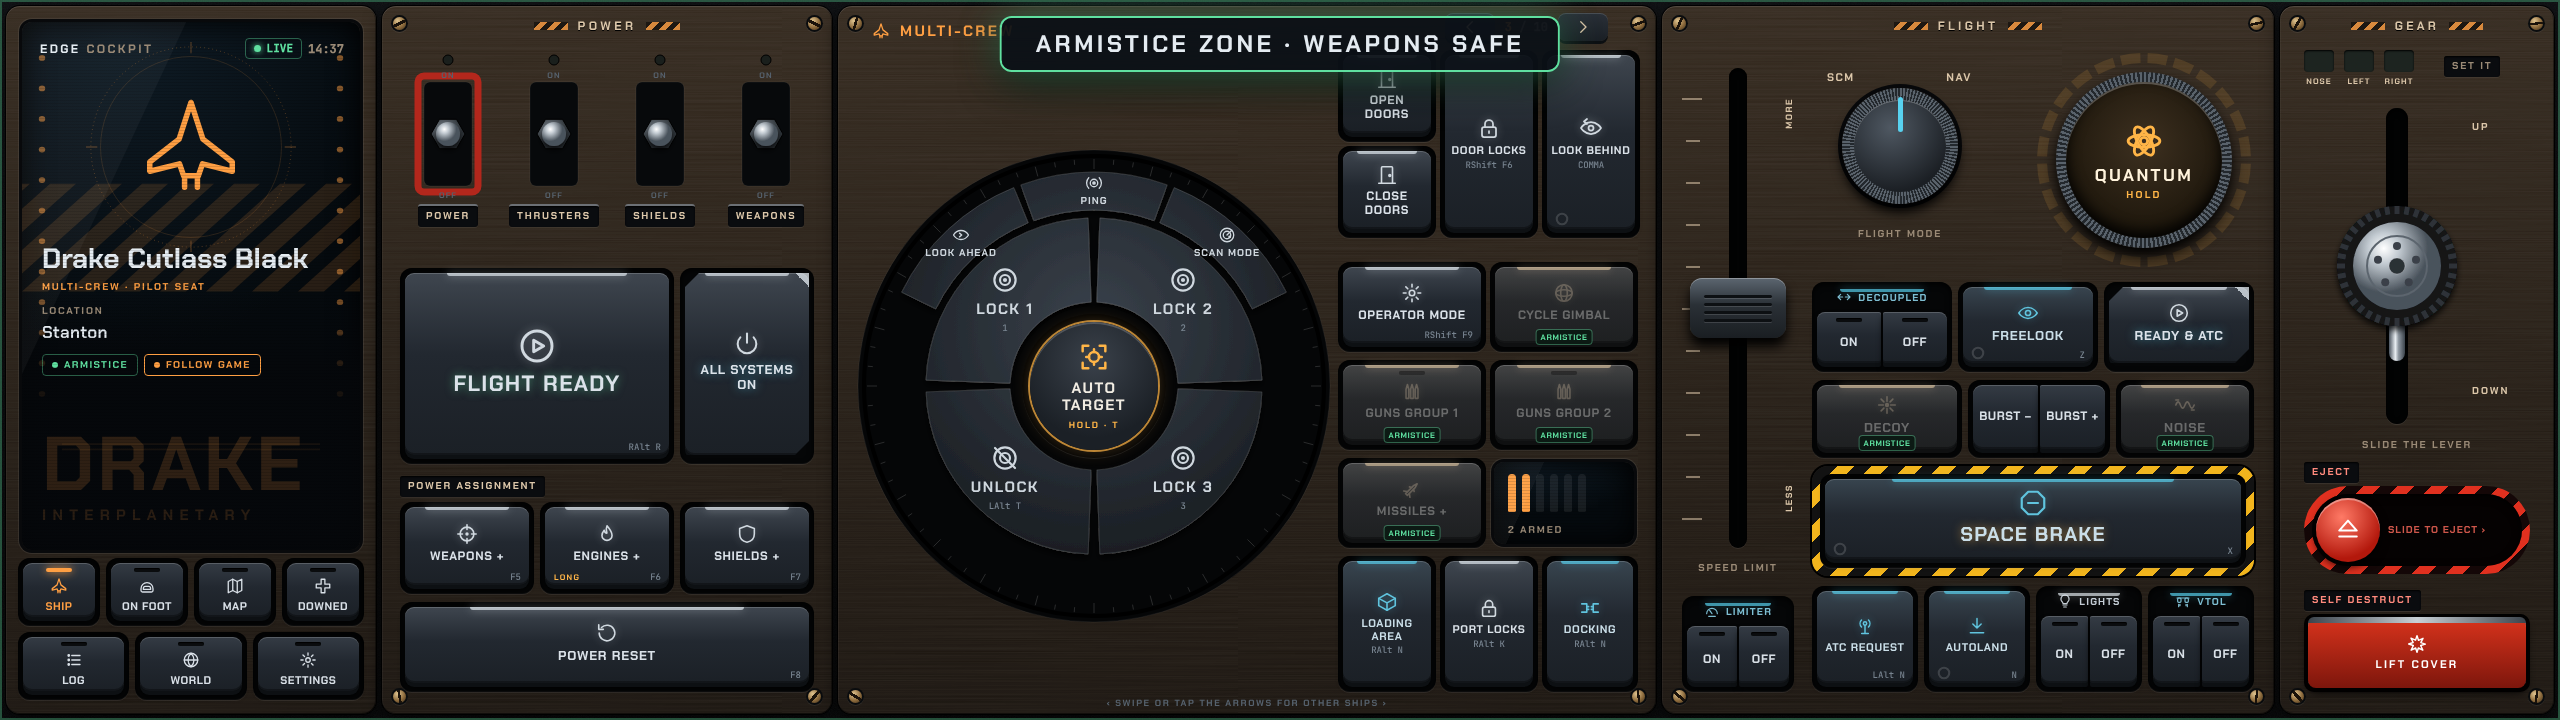 EDGE COCKPIT
LIVE 14:37
Drake Cutlass Black
MULTI-CREW · PILOT SEAT
LOCATION
Stanton
ARMISTICE
FOLLOW GAME
DRAKE
INTERPLANETARY
SHIP
ON FOOT
MAP
DOWNED
LOG
WORLD
SETTINGS
POWER
ON
ON
ON
ON
OFF
OFF
OFF
OFF
POWER
THRUSTERS
SHIELDS
WEAPONS
FLIGHT READY
RAlt R
ALL SYSTEMS
ON
POWER ASSIGNMENT
WEAPONS +
F5
ENGINES +
LONG
F6
SHIELDS +
F7
POWER RESET
F8
MULTI-CREW
ARMISTICE ZONE · WEAPONS SAFE
PING
LOOK AHEAD
SCAN MODE
LOCK 1
1
LOCK 2
2
AUTO
TARGET
HOLD · T
UNLOCK
LAlt T
LOCK 3
3
OPEN
DOORS
CLOSE
DOORS
DOOR LOCKS
RShift F6
LOOK BEHIND
COMMA
OPERATOR MODE
RShift F9
CYCLE GIMBAL
ARMISTICE
GUNS GROUP 1
ARMISTICE
GUNS GROUP 2
ARMISTICE
MISSILES +
ARMISTICE
2 ARMED
LOADING
AREA
RAlt N
PORT LOCKS
RAlt K
DOCKING
RAlt N
‹ SWIPE OR TAP THE ARROWS FOR OTHER SHIPS ›
FLIGHT
MORE
LESS
SPEED LIMIT
SCM
NAV
FLIGHT MODE
QUANTUM
HOLD
DECOUPLED
ON
OFF
FREELOOK
Z
READY & ATC
DECOY
ARMISTICE
BURST −
BURST +
NOISE
ARMISTICE
SPACE BRAKE
X
LIMITER
ON
OFF
ATC REQUEST
LAlt N
AUTOLAND
N
LIGHTS
ON
OFF
VTOL
ON
OFF
GEAR
NOSE
LEFT
RIGHT
SET IT
UP
DOWN
SLIDE THE LEVER
EJECT
SLIDE TO EJECT ›
SELF DESTRUCT
LIFT COVER